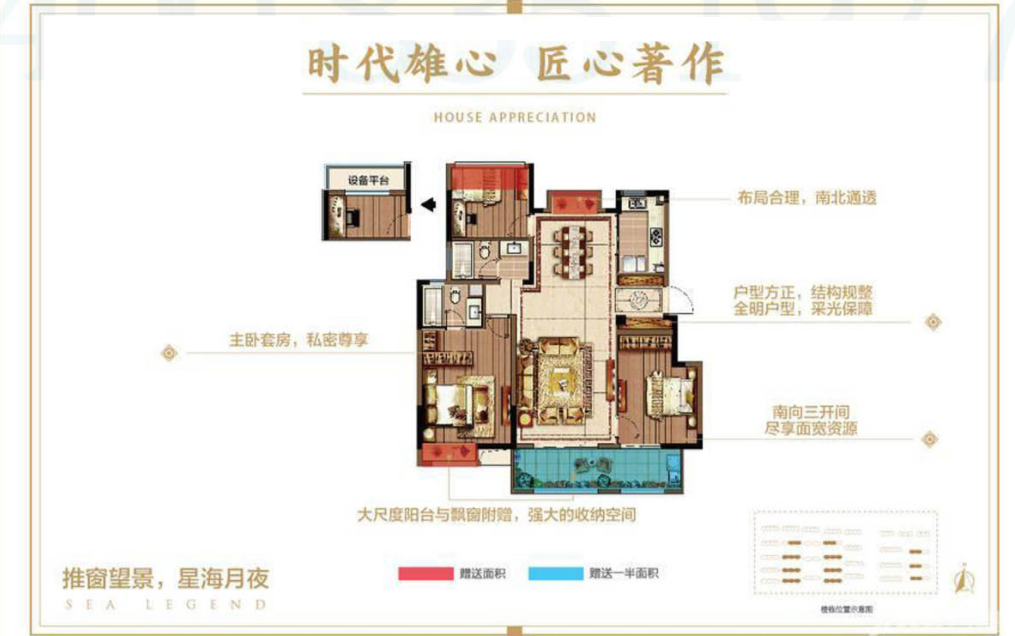 时代雄心 匠心著作
HOUSE APPRECIATION
设备平台
布局合理，南北通透
户型方正，结构规整
全明户型，采光保障
主卧套房，私密尊享
南向三开间
尽享面宽资源
大尺度阳台与飘窗附赠，强大的收纳空间
推窗望景，星海月夜
SEA LEGEND
赠送面积
赠送一半面积
楼栋位置示意图